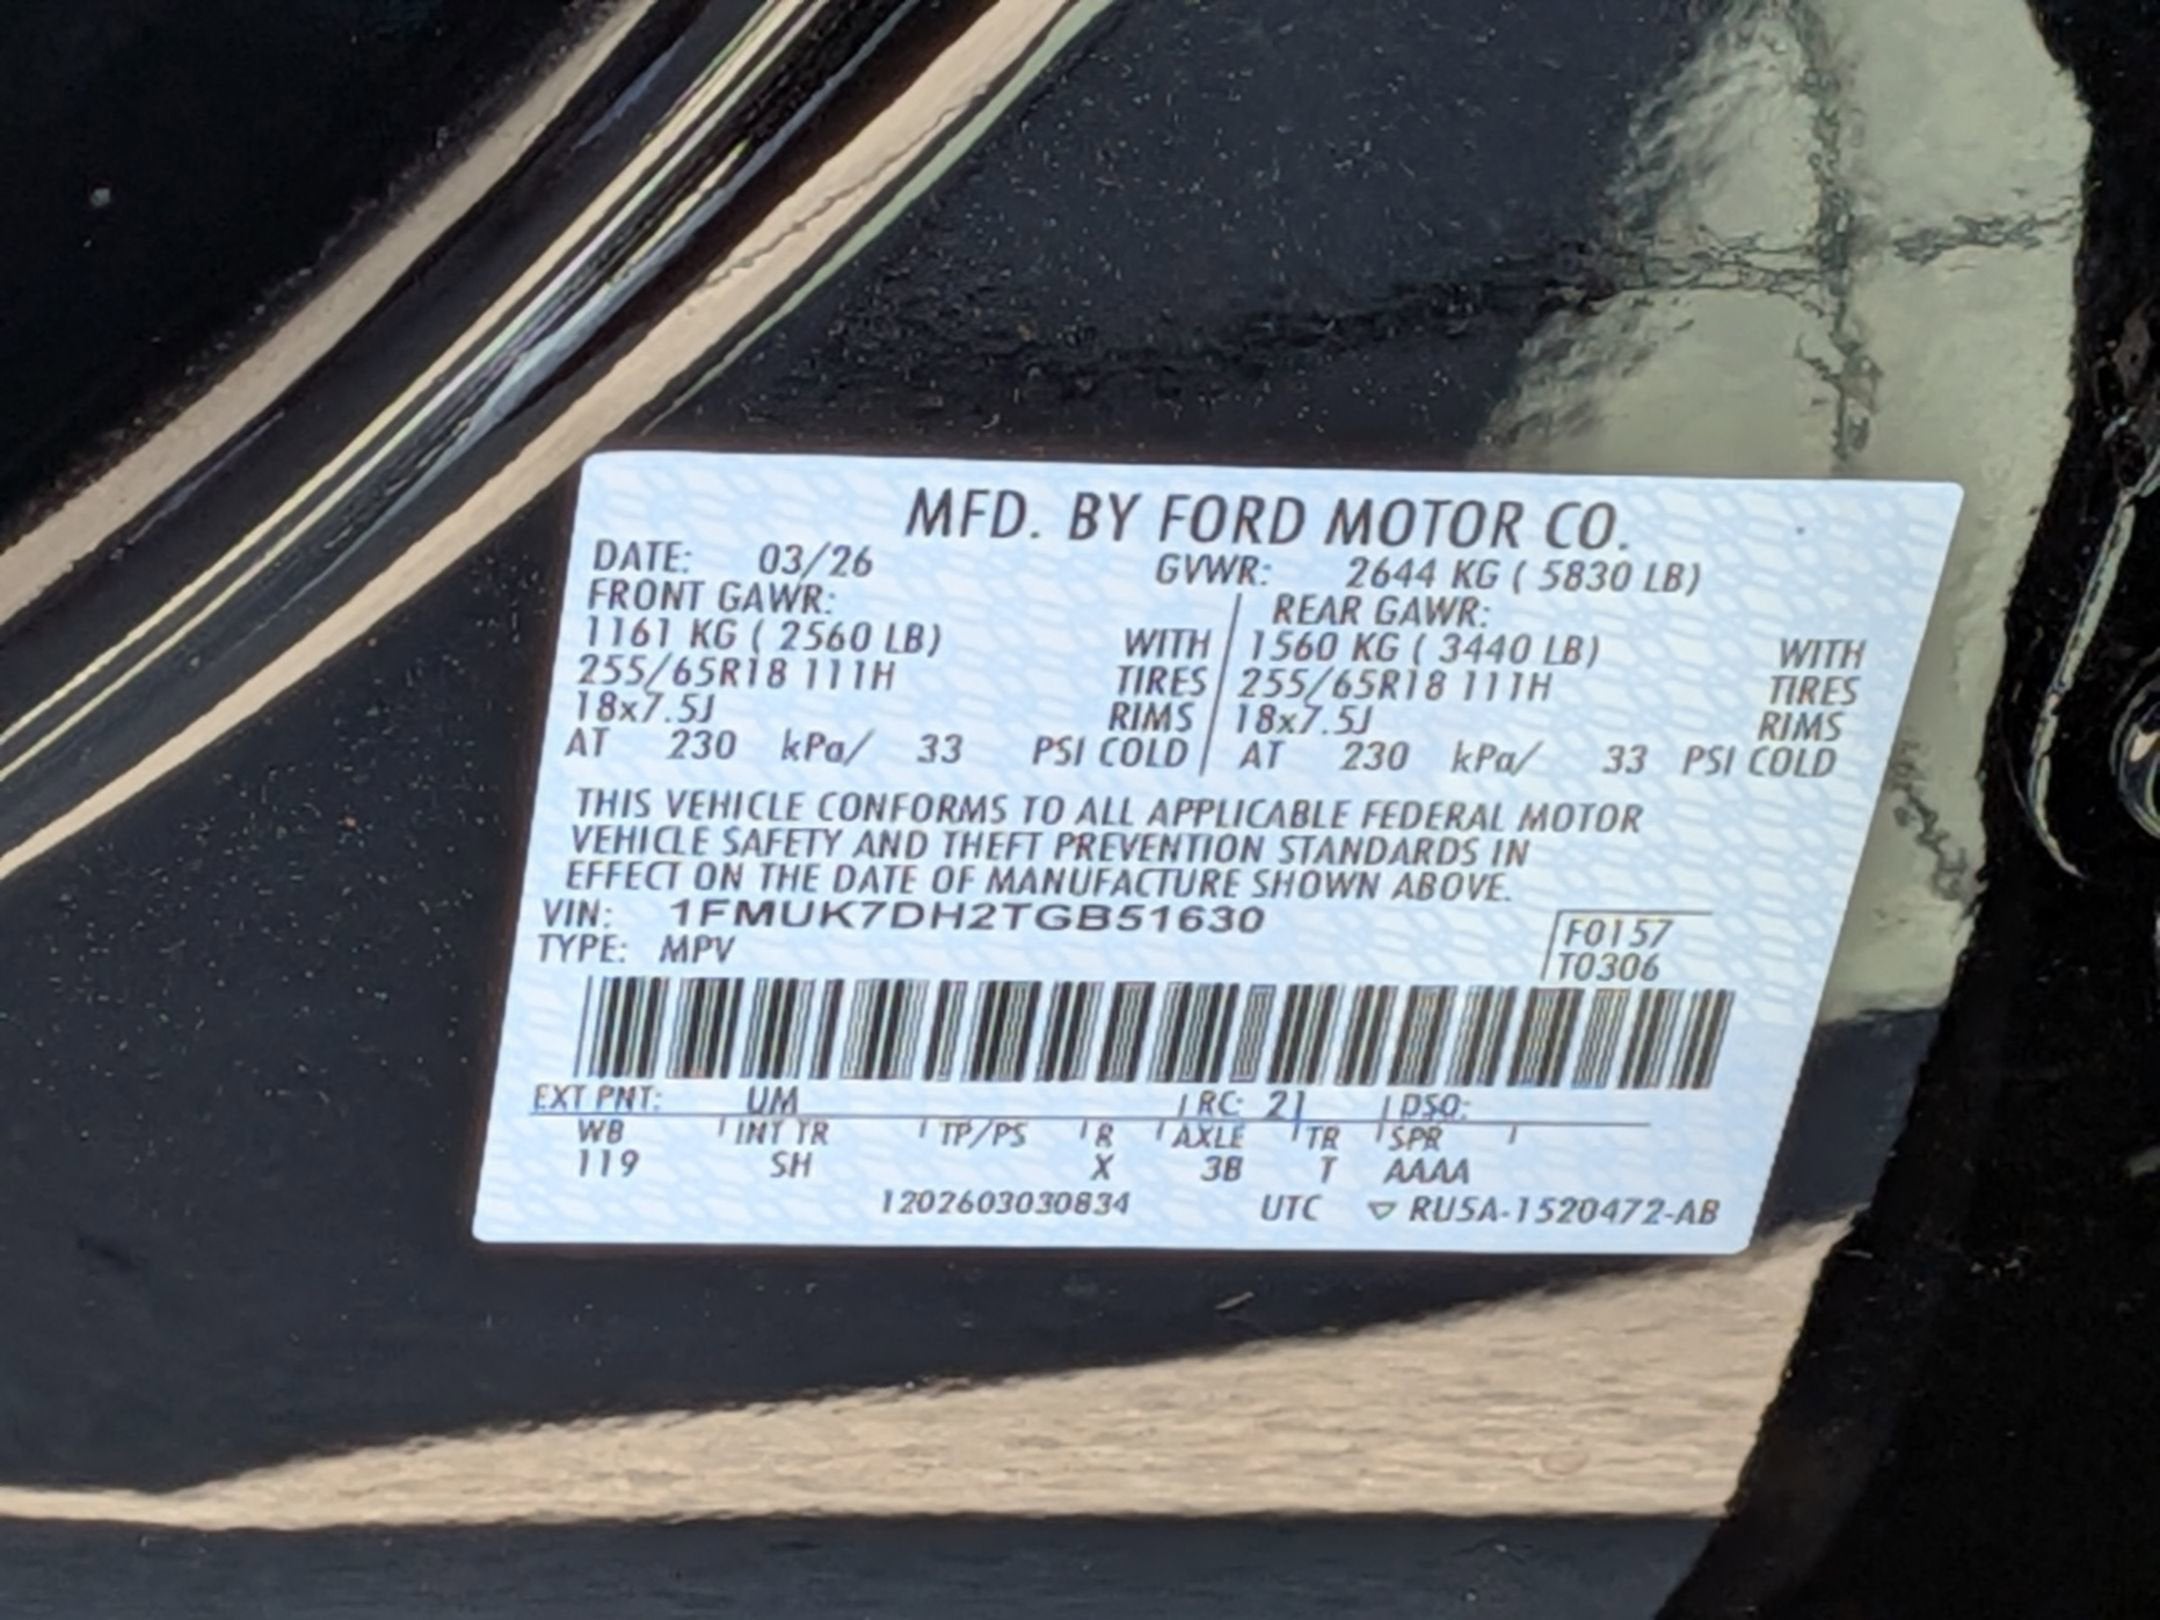 MFD. BY FORD MOTOR CO.
DATE: 03/26 GVWR: 2644 KG ( 5830 LB)
FRONT GAWR: REAR GAWR:
1161 KG ( 2560 LB) WITH 1560 KG ( 3440 LB) WITH
255/65R18 111H TIRES 255/65R18 111H TIRES
18x7.5J RIMS 18x7.5J RIMS
AT 230 kPa/ 33 PSI COLD AT 230 kPa/ 33 PSI COLD
THIS VEHICLE CONFORMS TO ALL APPLICABLE FEDERAL MOTOR
VEHICLE SAFETY AND THEFT PREVENTION STANDARDS IN
EFFECT ON THE DATE OF MANUFACTURE SHOWN ABOVE.
VIN: 1FMUK7DH2TGB51630 F0157
TYPE: MPV T0306
EXT PNT: UM RC: 21 DSO:
WB INT TR TP/PS R AXLE TR SPR
119 SH X 3B T AAAA
1202603030834 UTC ▽ RU5A-1520472-AB